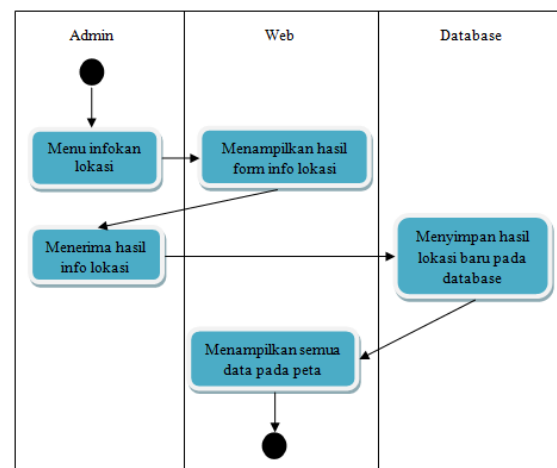 Admin
Web
Database
Menu infokan
lokasi
Menampilkan hasil
form info lokasi
Menerima hasil
info lokasi
Menyimpan hasil
lokasi baru pada
database
Menampilkan semua
data pada peta